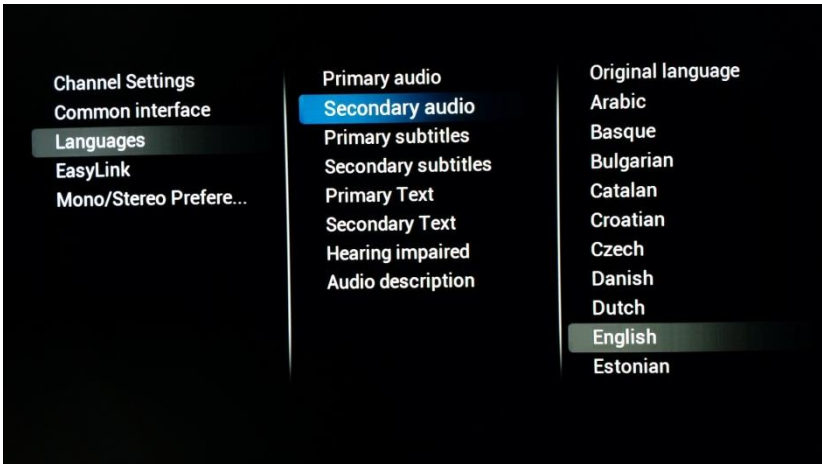 Channel Settings
Common interface
Languages
EasyLink
Mono/Stereo Prefere...
Primary audio
Secondary audio
Primary subtitles
Secondary subtitles
Primary Text
Secondary Text
Hearing impaired
Audio description
Original language
Arabic
Basque
Bulgarian
Catalan
Croatian
Czech
Danish
Dutch
English
Estonian